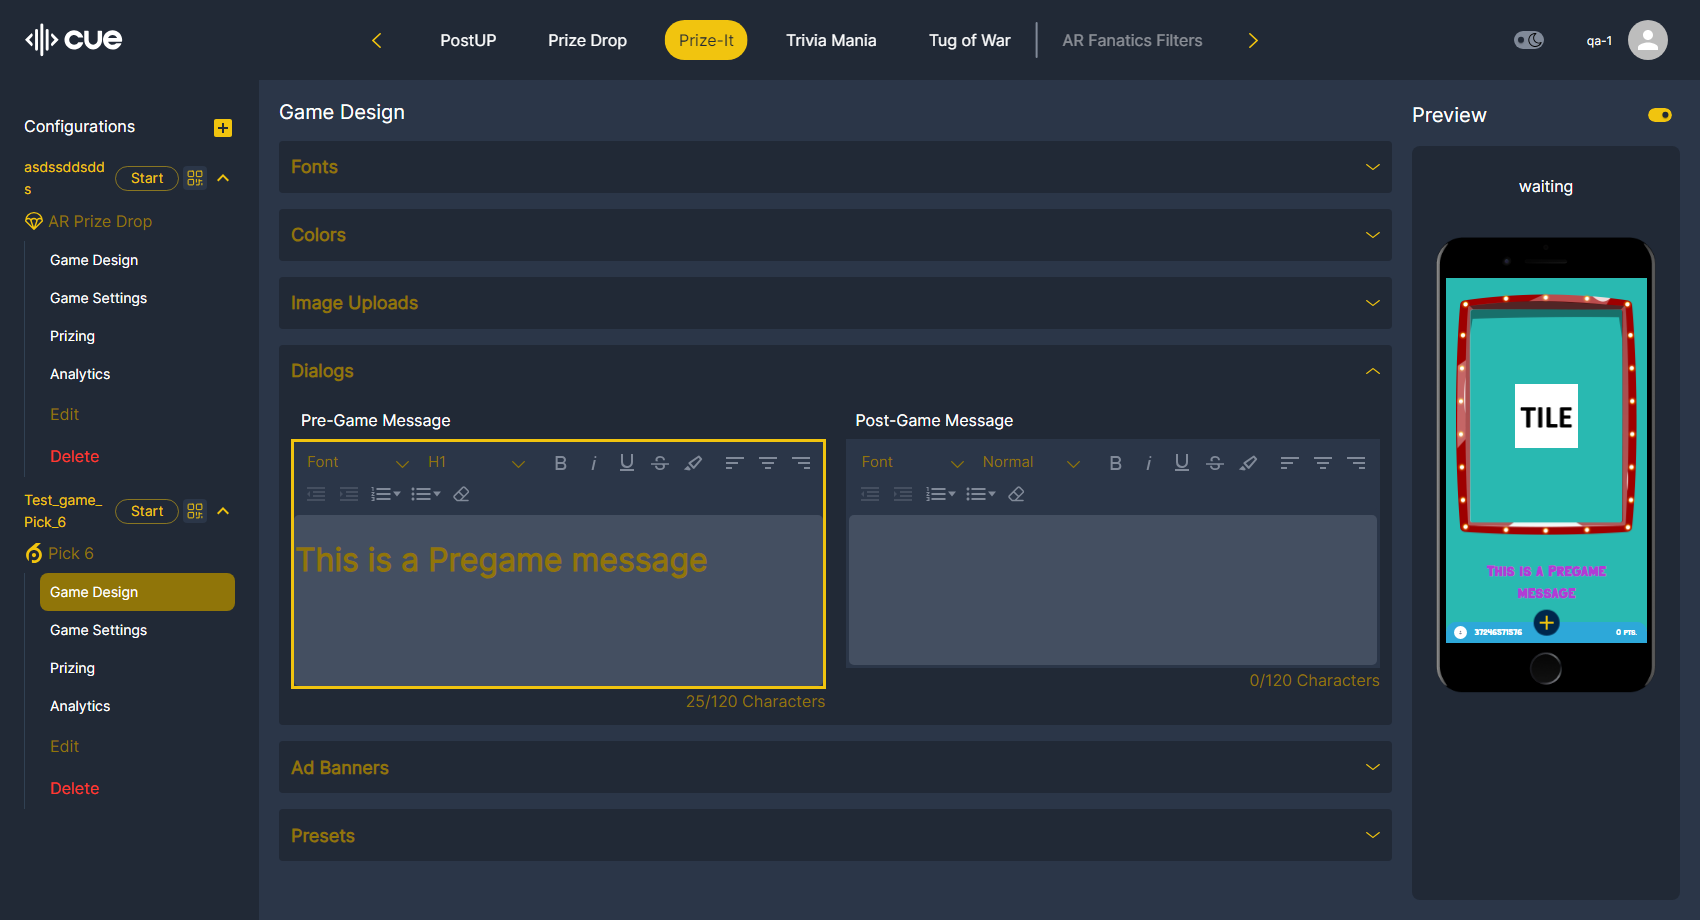 cue
PostUP
Prize Drop
Prize-It
Trivia Mania
Tug of War
AR Fanatics Filters
qa-1
Configurations
asdssddsdd
s
Start
AR Prize Drop
Game Design
Game Settings
Prizing
Analytics
Edit
Delete
Test_game_
Pick_6
Start
Pick 6
Game Design
Game Settings
Prizing
Analytics
Edit
Delete
Game Design
Fonts
Colors
Image Uploads
Dialogs
Pre-Game Message
Font
H1
This is a Pregame message
25/120 Characters
Post-Game Message
Font
Normal
0/120 Characters
Ad Banners
Presets
Preview
waiting
TILE
This is a Pregame
message
37246571576
0 PTS.